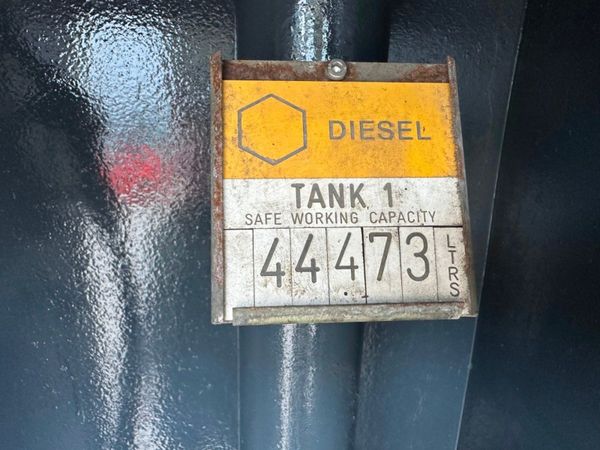 DIESEL
TANK 1
SAFE WORKING CAPACITY
44473 LTRS